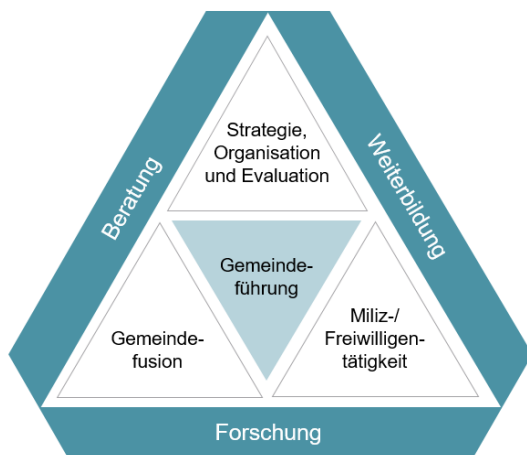 Strategie,
Organisation
und Evaluation
Beratung
Weiterbildung
Gemeinde-
führung
Gemeinde-
fusion
Miliz-/
Freiwilligen-
tätigkeit
Forschung